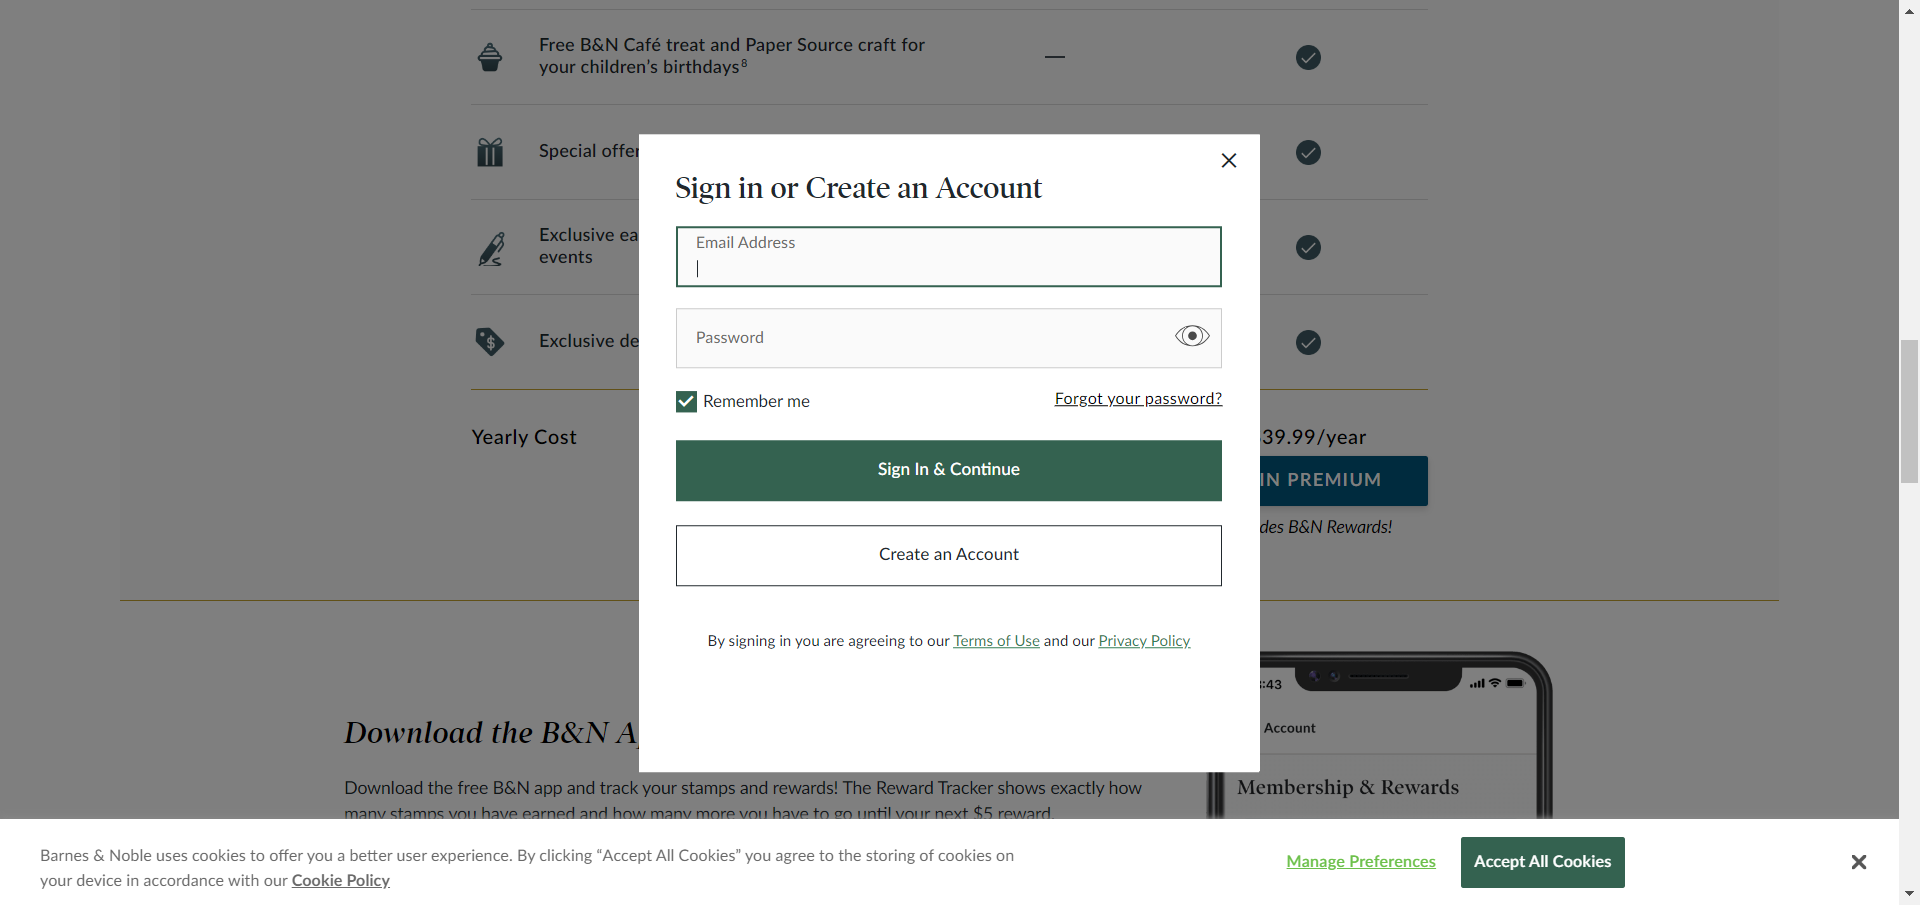 Free B&N Café treat and Paper Source craft for
your children's birthdays⁸
Special offer
Exclusive ea
events
Exclusive de
Yearly Cost
39.99/year
IN PREMIUM
des B&N Rewards!
Sign in or Create an Account
Email Address
Password
Remember me
Forgot your password?
Sign In & Continue
Create an Account
By signing in you are agreeing to our Terms of Use and our Privacy Policy
Download the B&N A
Download the free B&N app and track your stamps and rewards! The Reward Tracker shows exactly how
many stamps you have earned and how many more you have to go until your next $5 reward.
:43
Account
Membership & Rewards
Barnes & Noble uses cookies to offer you a better user experience. By clicking “Accept All Cookies” you agree to the storing of cookies on
your device in accordance with our Cookie Policy
Manage Preferences
Accept All Cookies